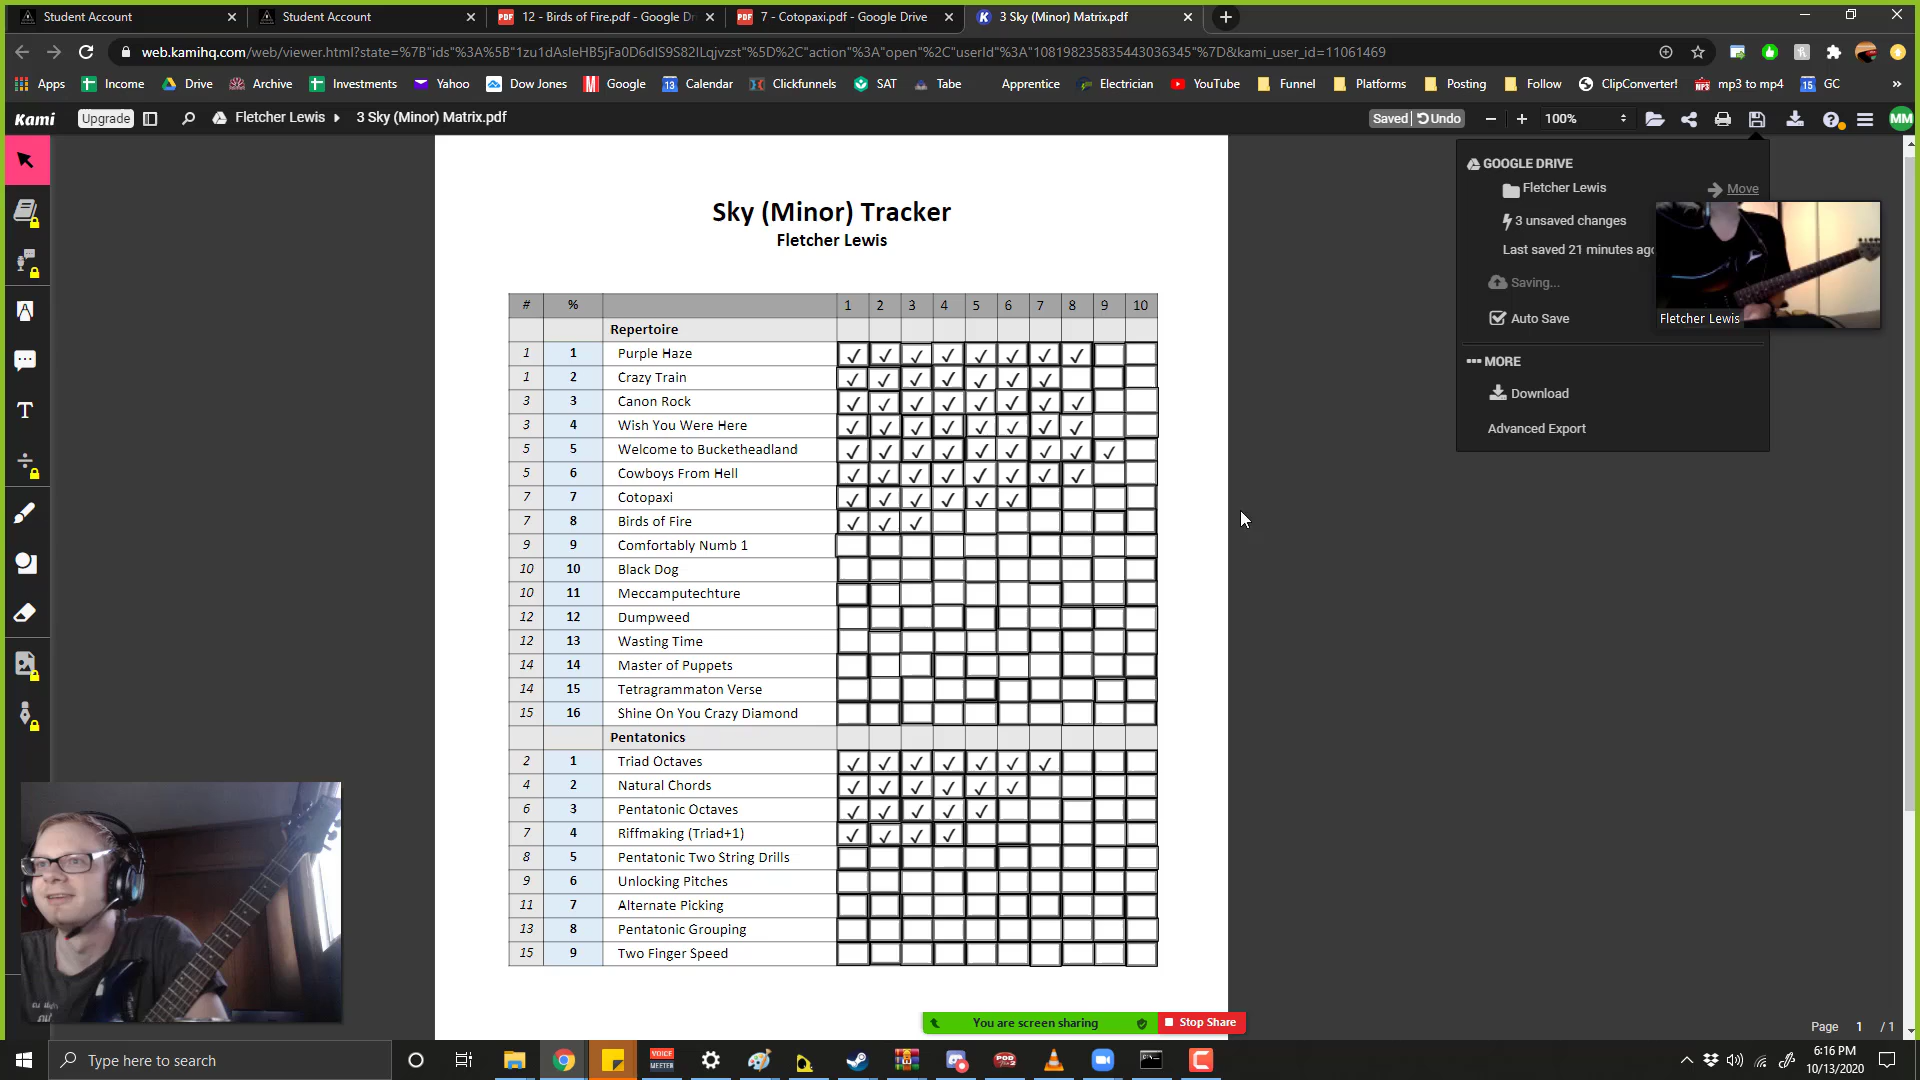 Student Account
Student Account
12 - Birds of Fire.pdf - Google Dri
7 - Cotopaxi.pdf - Google Drive
3 Sky (Minor) Matrix.pdf
web.kamihq.com/web/viewer.html?state=%7B"ids"%3A%5B"1zu1dAsleHB5jFa0D6dIS9S82ILqjvzst"%5D%2C"action"%3A"open"%2C"userId"%3A"108198235835443036345"%7D&kami_user_id=11061469
Apps Income Drive Archive Investments Yahoo Dow Jones Google Calendar Clickfunnels SAT Tabe Apprentice Electrician YouTube Funnel Platforms Posting Follow ClipConverter! mp3 to mp4 GC
Kami Upgrade Fletcher Lewis 3 Sky (Minor) Matrix.pdf Saved Undo 100% MM
GOOGLE DRIVE
Fletcher Lewis Move
3 unsaved changes
Last saved 21 minutes ago
Saving...
Auto Save
Fletcher Lewis
MORE
Download
Advanced Export
Sky (Minor) Tracker
Fletcher Lewis
# % 1 2 3 4 5 6 7 8 9 10
Repertoire
1 1 Purple Haze ✓ ✓ ✓ ✓ ✓ ✓ ✓ ✓
1 2 Crazy Train ✓ ✓ ✓ ✓ ✓ ✓ ✓
3 3 Canon Rock ✓ ✓ ✓ ✓ ✓ ✓ ✓ ✓
3 4 Wish You Were Here ✓ ✓ ✓ ✓ ✓ ✓ ✓ ✓
5 5 Welcome to Bucketheadland ✓ ✓ ✓ ✓ ✓ ✓ ✓ ✓ ✓
5 6 Cowboys From Hell ✓ ✓ ✓ ✓ ✓ ✓ ✓ ✓
7 7 Cotopaxi ✓ ✓ ✓ ✓ ✓ ✓
7 8 Birds of Fire ✓ ✓ ✓
9 9 Comfortably Numb 1
10 10 Black Dog
10 11 Meccamputechture
12 12 Dumpweed
12 13 Wasting Time
14 14 Master of Puppets
14 15 Tetragrammaton Verse
15 16 Shine On You Crazy Diamond
Pentatonics
2 1 Triad Octaves ✓ ✓ ✓ ✓ ✓ ✓ ✓
4 2 Natural Chords ✓ ✓ ✓ ✓ ✓ ✓
6 3 Pentatonic Octaves ✓ ✓ ✓ ✓ ✓
7 4 Riffmaking (Triad+1) ✓ ✓ ✓ ✓
8 5 Pentatonic Two String Drills
9 6 Unlocking Pitches
11 7 Alternate Picking
13 8 Pentatonic Grouping
15 9 Two Finger Speed
You are screen sharing Stop Share
Page 1 / 1
Type here to search
VOICE MEETER
6:16 PM
10/13/2020